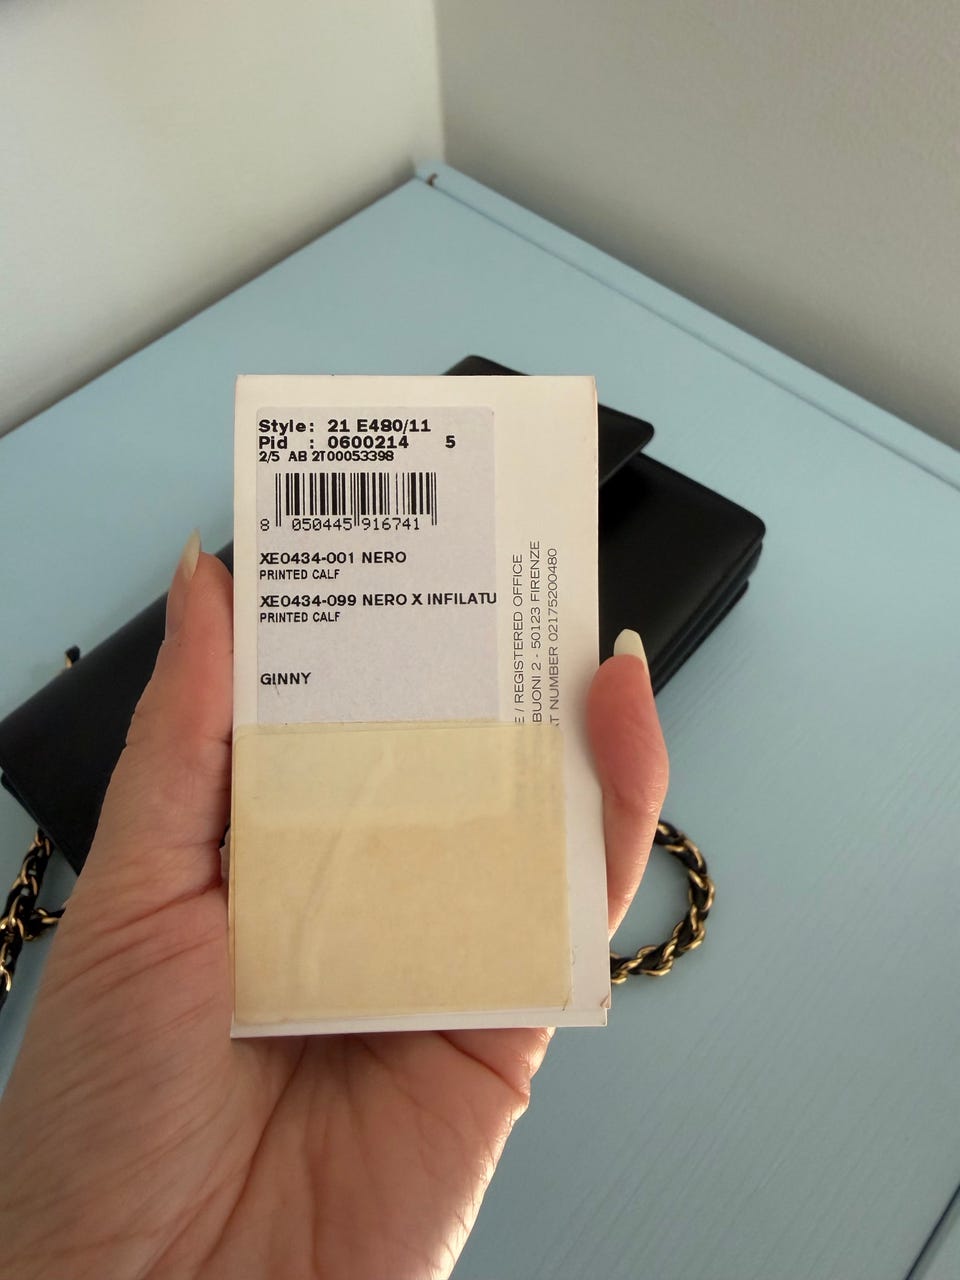 Style: 21 E480/11
Pid : 0600214 5
2/5 AB 2T00053398
8 050445 916741
XE0434-001 NERO
PRINTED CALF
XE0434-099 NERO X INFILATU
PRINTED CALF
GINNY
E / REGISTERED OFFICE
BUONI 2 - 50123 FIRENZE
AT NUMBER 02175200480